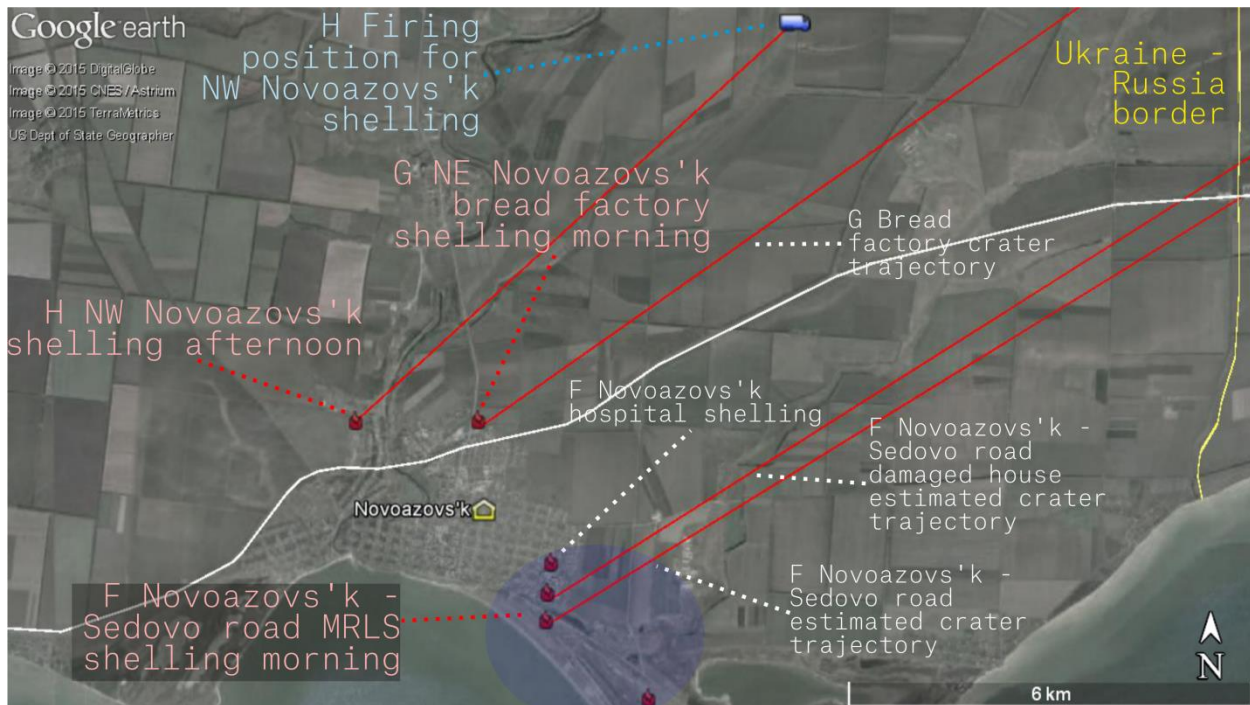 Google earth
Image © 2015 DigitalGlobe
Image © 2015 CNES / Astrium
Image © 2015 TerraMetrics
US Dept of State Geographer
H Firing
position for
NW Novoazovs'k
shelling
Ukraine -
Russia
border
G NE Novoazovs'k
bread factory
shelling morning
G Bread
factory crater
trajectory
H NW Novoazovs'k
shelling afternoon
F Novoazovs'k
hospital shelling
F Novoazovs'k -
Sedovo road
damaged house
estimated crater
trajectory
Novoazovs'k
F Novoazovs'k -
Sedovo road MRLS
shelling morning
F Novoazovs'k -
Sedovo road
estimated crater
trajectory
N
6 km